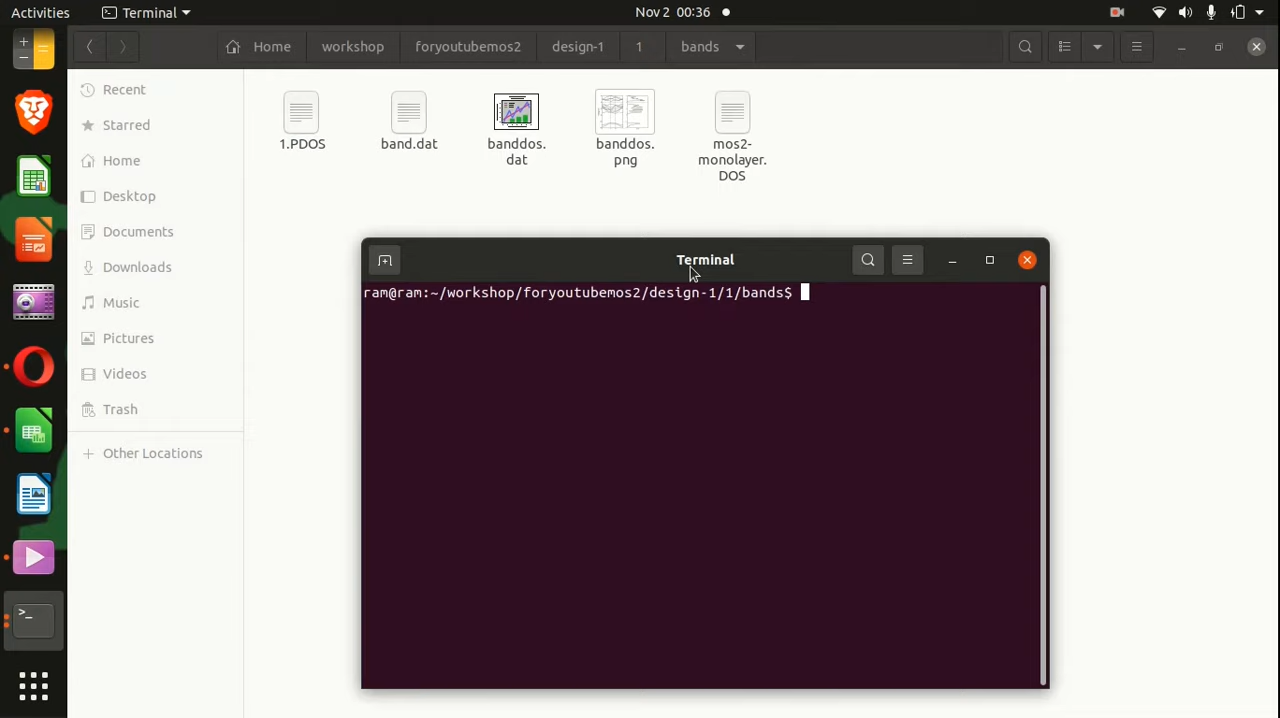 Activities
Terminal
Nov 2 00:36
Home
workshop
foryoutubemos2
design-1
1
bands
Recent
Starred
Home
Desktop
Documents
Downloads
Music
Pictures
Videos
Trash
+ Other Locations
1.PDOS
band.dat
banddos.
dat
banddos.
png
mos2-
monolayer.
DOS
Terminal
ram@ram:~/workshop/foryoutubemos2/design-1/1/bands$